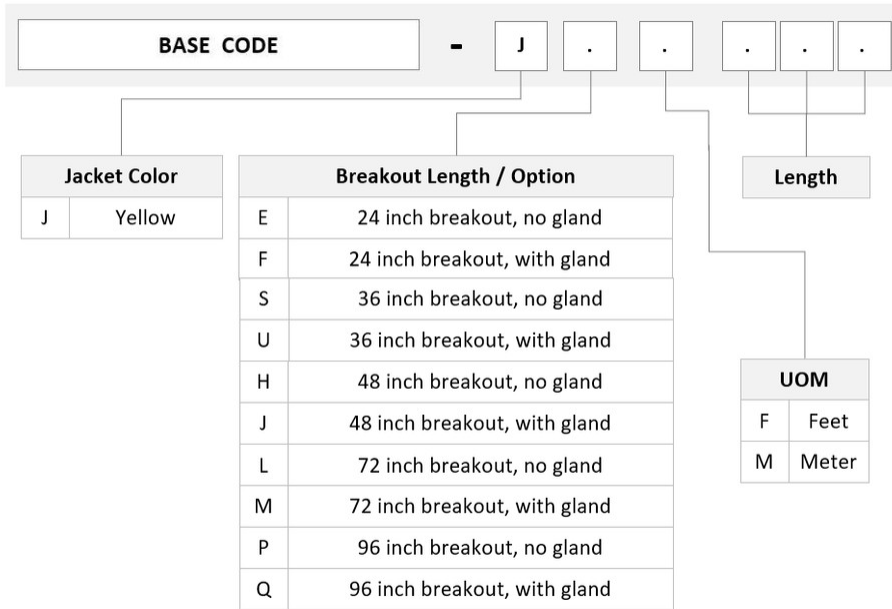 BASE CODE - J . . . . .
Jacket Color
J Yellow
Breakout Length / Option
E 24 inch breakout, no gland
F 24 inch breakout, with gland
S 36 inch breakout, no gland
U 36 inch breakout, with gland
H 48 inch breakout, no gland
J 48 inch breakout, with gland
L 72 inch breakout, no gland
M 72 inch breakout, with gland
P 96 inch breakout, no gland
Q 96 inch breakout, with gland
Length
UOM
F Feet
M Meter